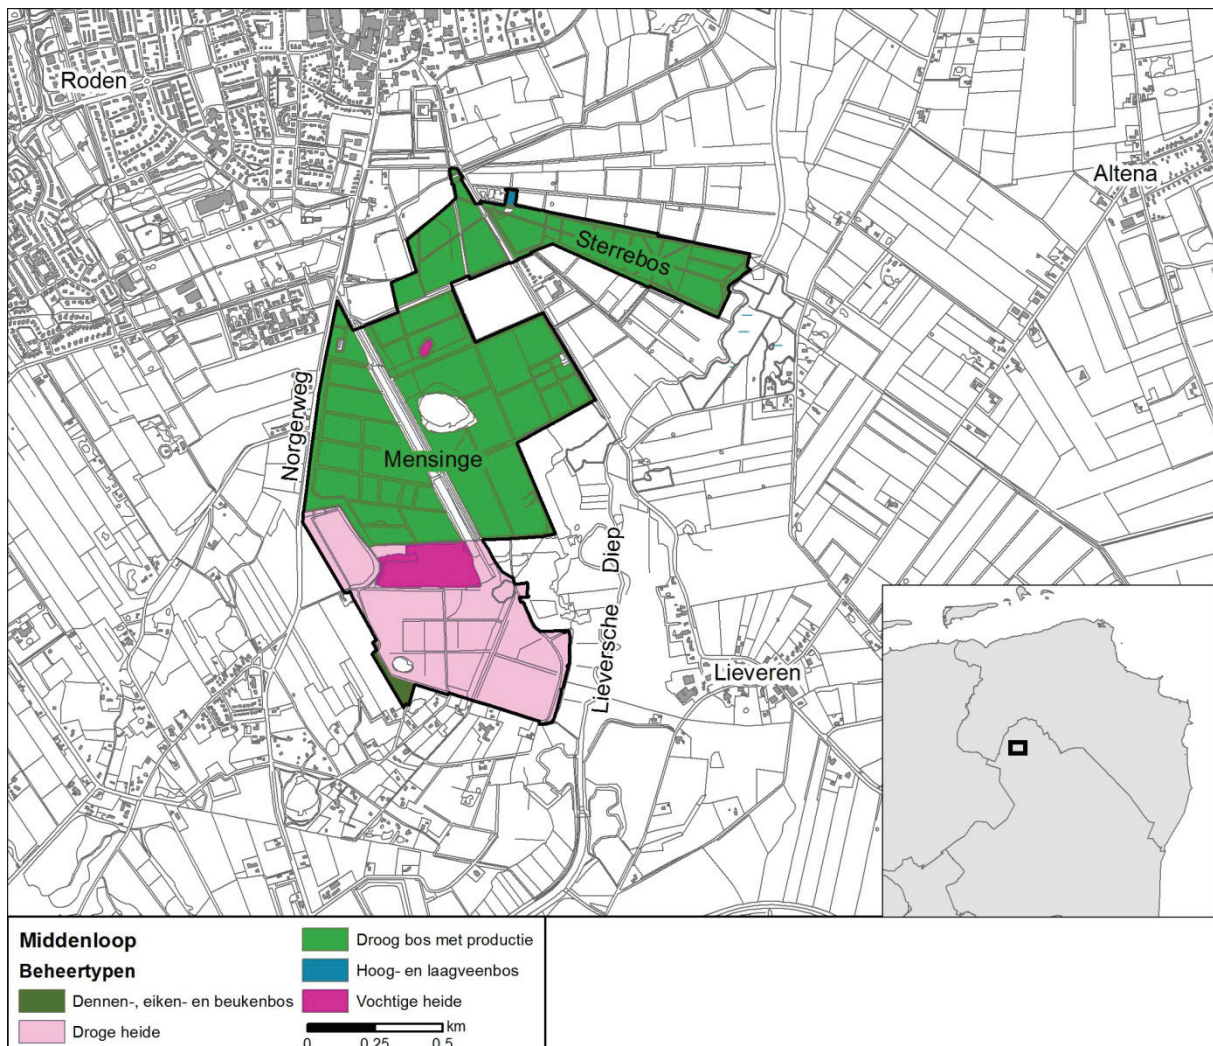 Roden
Altena
Sterrebos
Norgerweg
Mensinge
Lieversche Diep
Lieveren
Middenloop
Beheertypen
Dennen-, eiken- en beukenbos
Droge heide
Droog bos met productie
Hoog- en laagveenbos
Vochtige heide
km
0 0.25 0.5